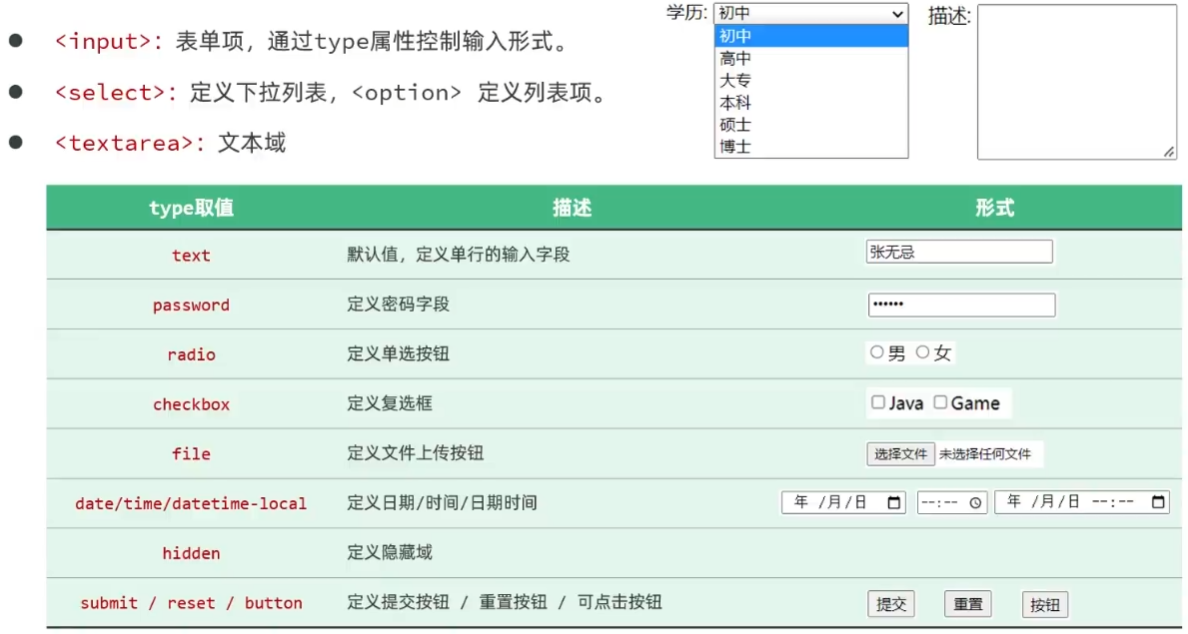 学历: 初中
初中
高中
大专
本科
硕士
博士
描述:
● <input>: 表单项，通过type属性控制输入形式。
● <select>: 定义下拉列表，<option> 定义列表项。
● <textarea>: 文本域
type取值 描述 形式
text 默认值，定义单行的输入字段 张无忌
password 定义密码字段 ••••••
radio 定义单选按钮 男 女
checkbox 定义复选框 Java Game
file 定义文件上传按钮 选择文件 未选择任何文件
date/time/datetime-local 定义日期/时间/日期时间 年 /月/日 --:-- 年 /月/日 --:--
hidden 定义隐藏域
submit / reset / button 定义提交按钮 / 重置按钮 / 可点击按钮 提交 重置 按钮